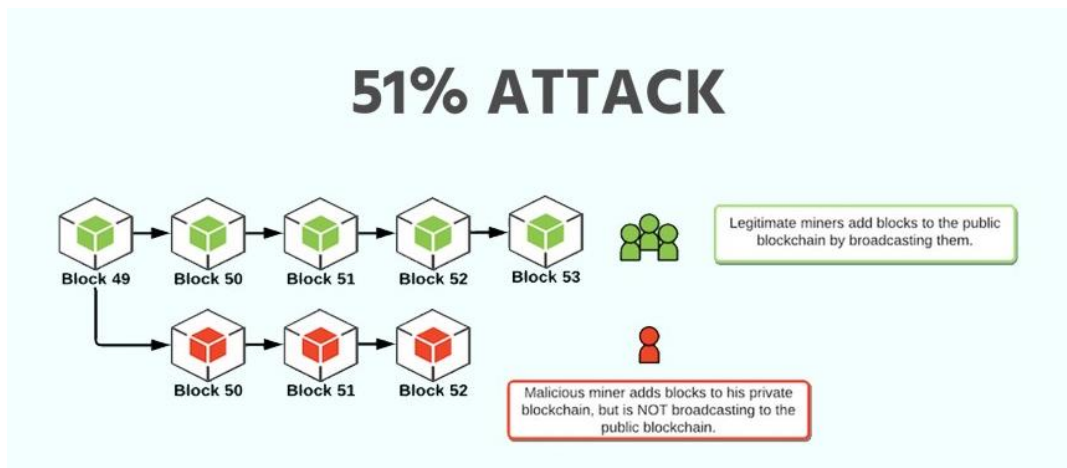 51% ATTACK
Block 49
Block 50
Block 51
Block 52
Block 53
Legitimate miners add blocks to the public
blockchain by broadcasting them.
Block 50
Block 51
Block 52
Malicious miner adds blocks to his private
blockchain, but is NOT broadcasting to the
public blockchain.